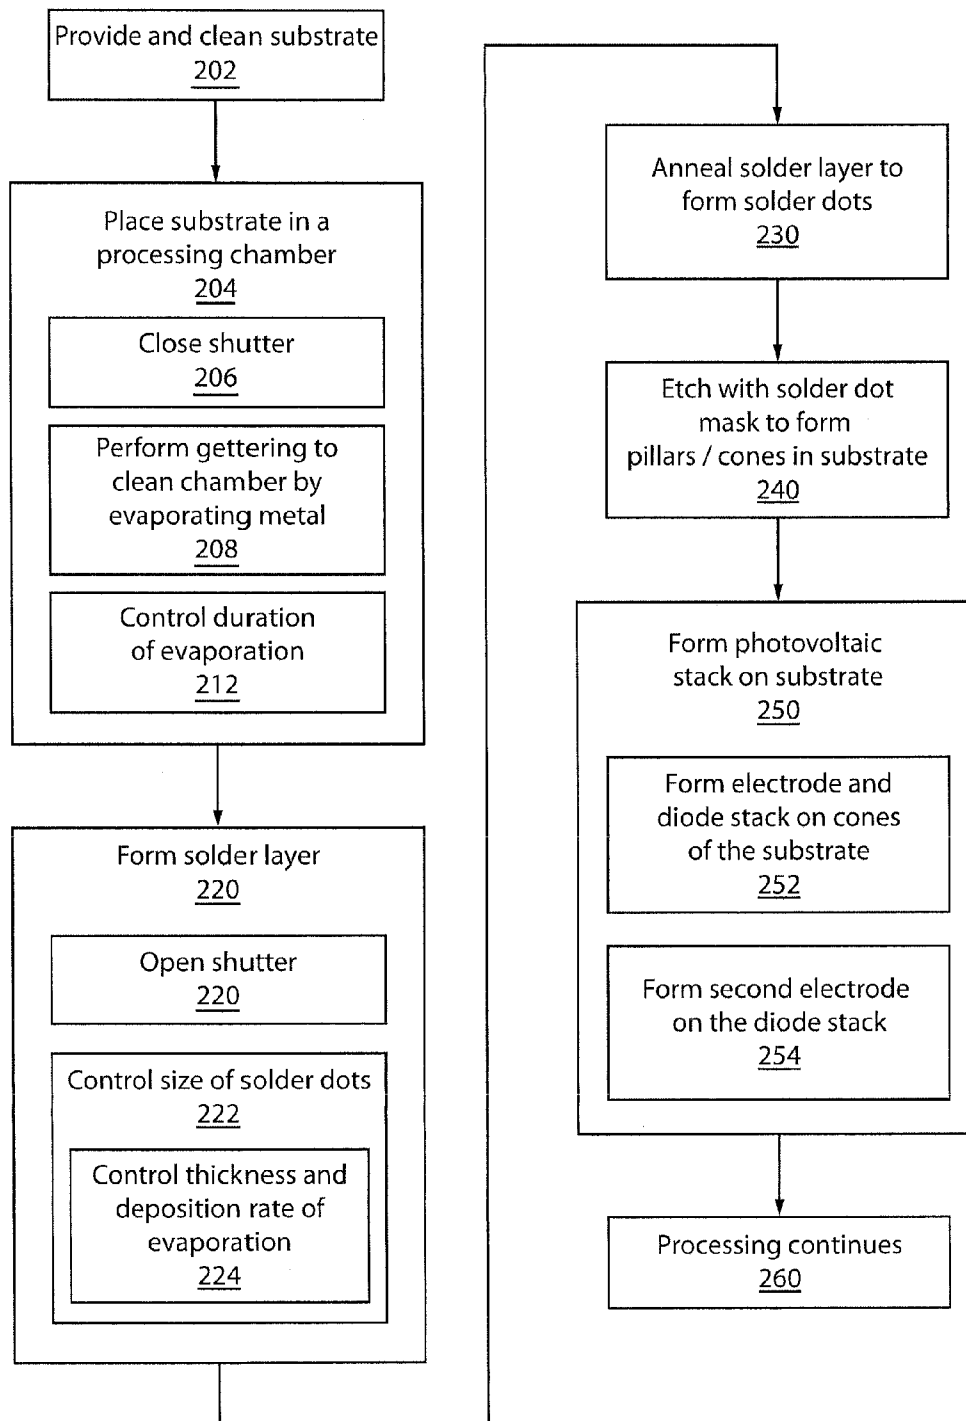 Provide and clean substrate
202
Place substrate in a
processing chamber
204
Close shutter
206
Perform gettering to
clean chamber by
evaporating metal
208
Control duration
of evaporation
212
Form solder layer
220
Open shutter
220
Control size of solder dots
222
Control thickness and
deposition rate of
evaporation
224
Anneal solder layer to
form solder dots
230
Etch with solder dot
mask to form
pillars / cones in substrate
240
Form photovoltaic
stack on substrate
250
Form electrode and
diode stack on cones
of the substrate
252
Form second electrode
on the diode stack
254
Processing continues
260